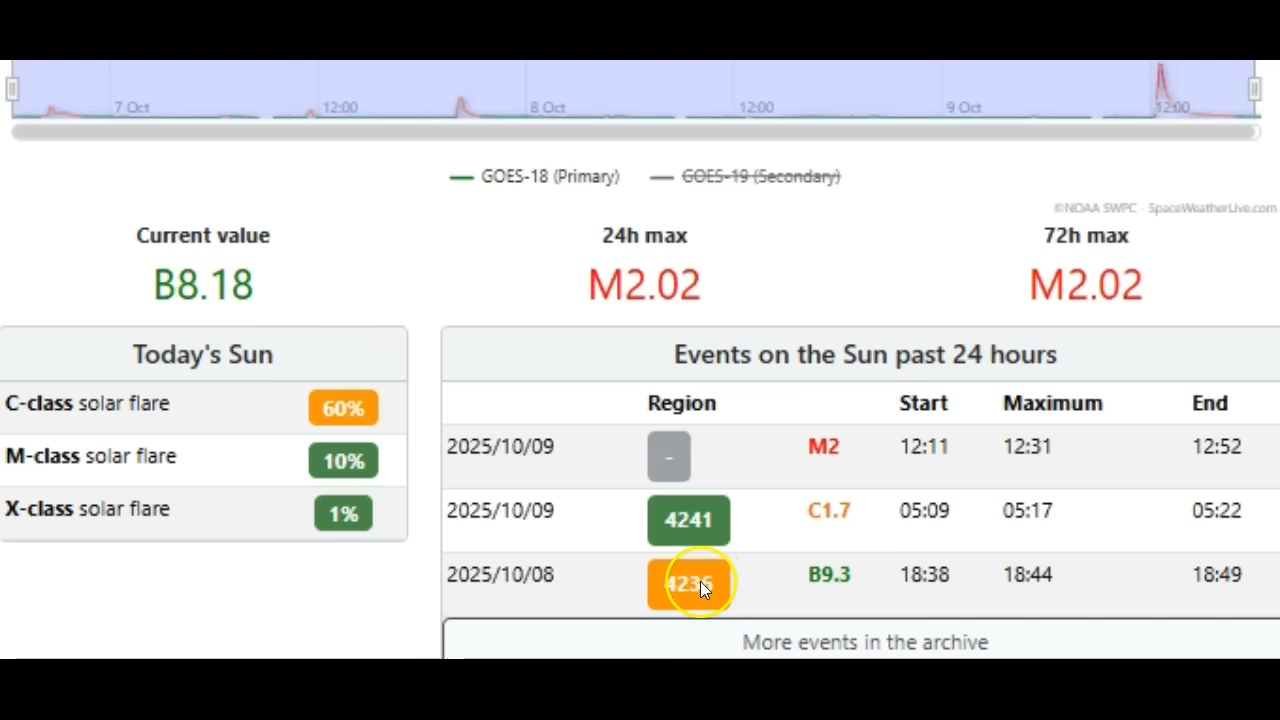 7 Oct 12:00 8 Oct 12:00 9 Oct 12:00
GOES-18 (Primary) GOES-19 (Secondary)
©NOAA SWPC - SpaceWeatherLive.com
Current value 24h max 72h max
B8.18 M2.02 M2.02
Today's Sun
C-class solar flare 60%
M-class solar flare 10%
X-class solar flare 1%
Events on the Sun past 24 hours
Region Start Maximum End
2025/10/09 - M2 12:11 12:31 12:52
2025/10/09 4241 C1.7 05:09 05:17 05:22
2025/10/08 B9.3 18:38 18:44 18:49
More events in the archive